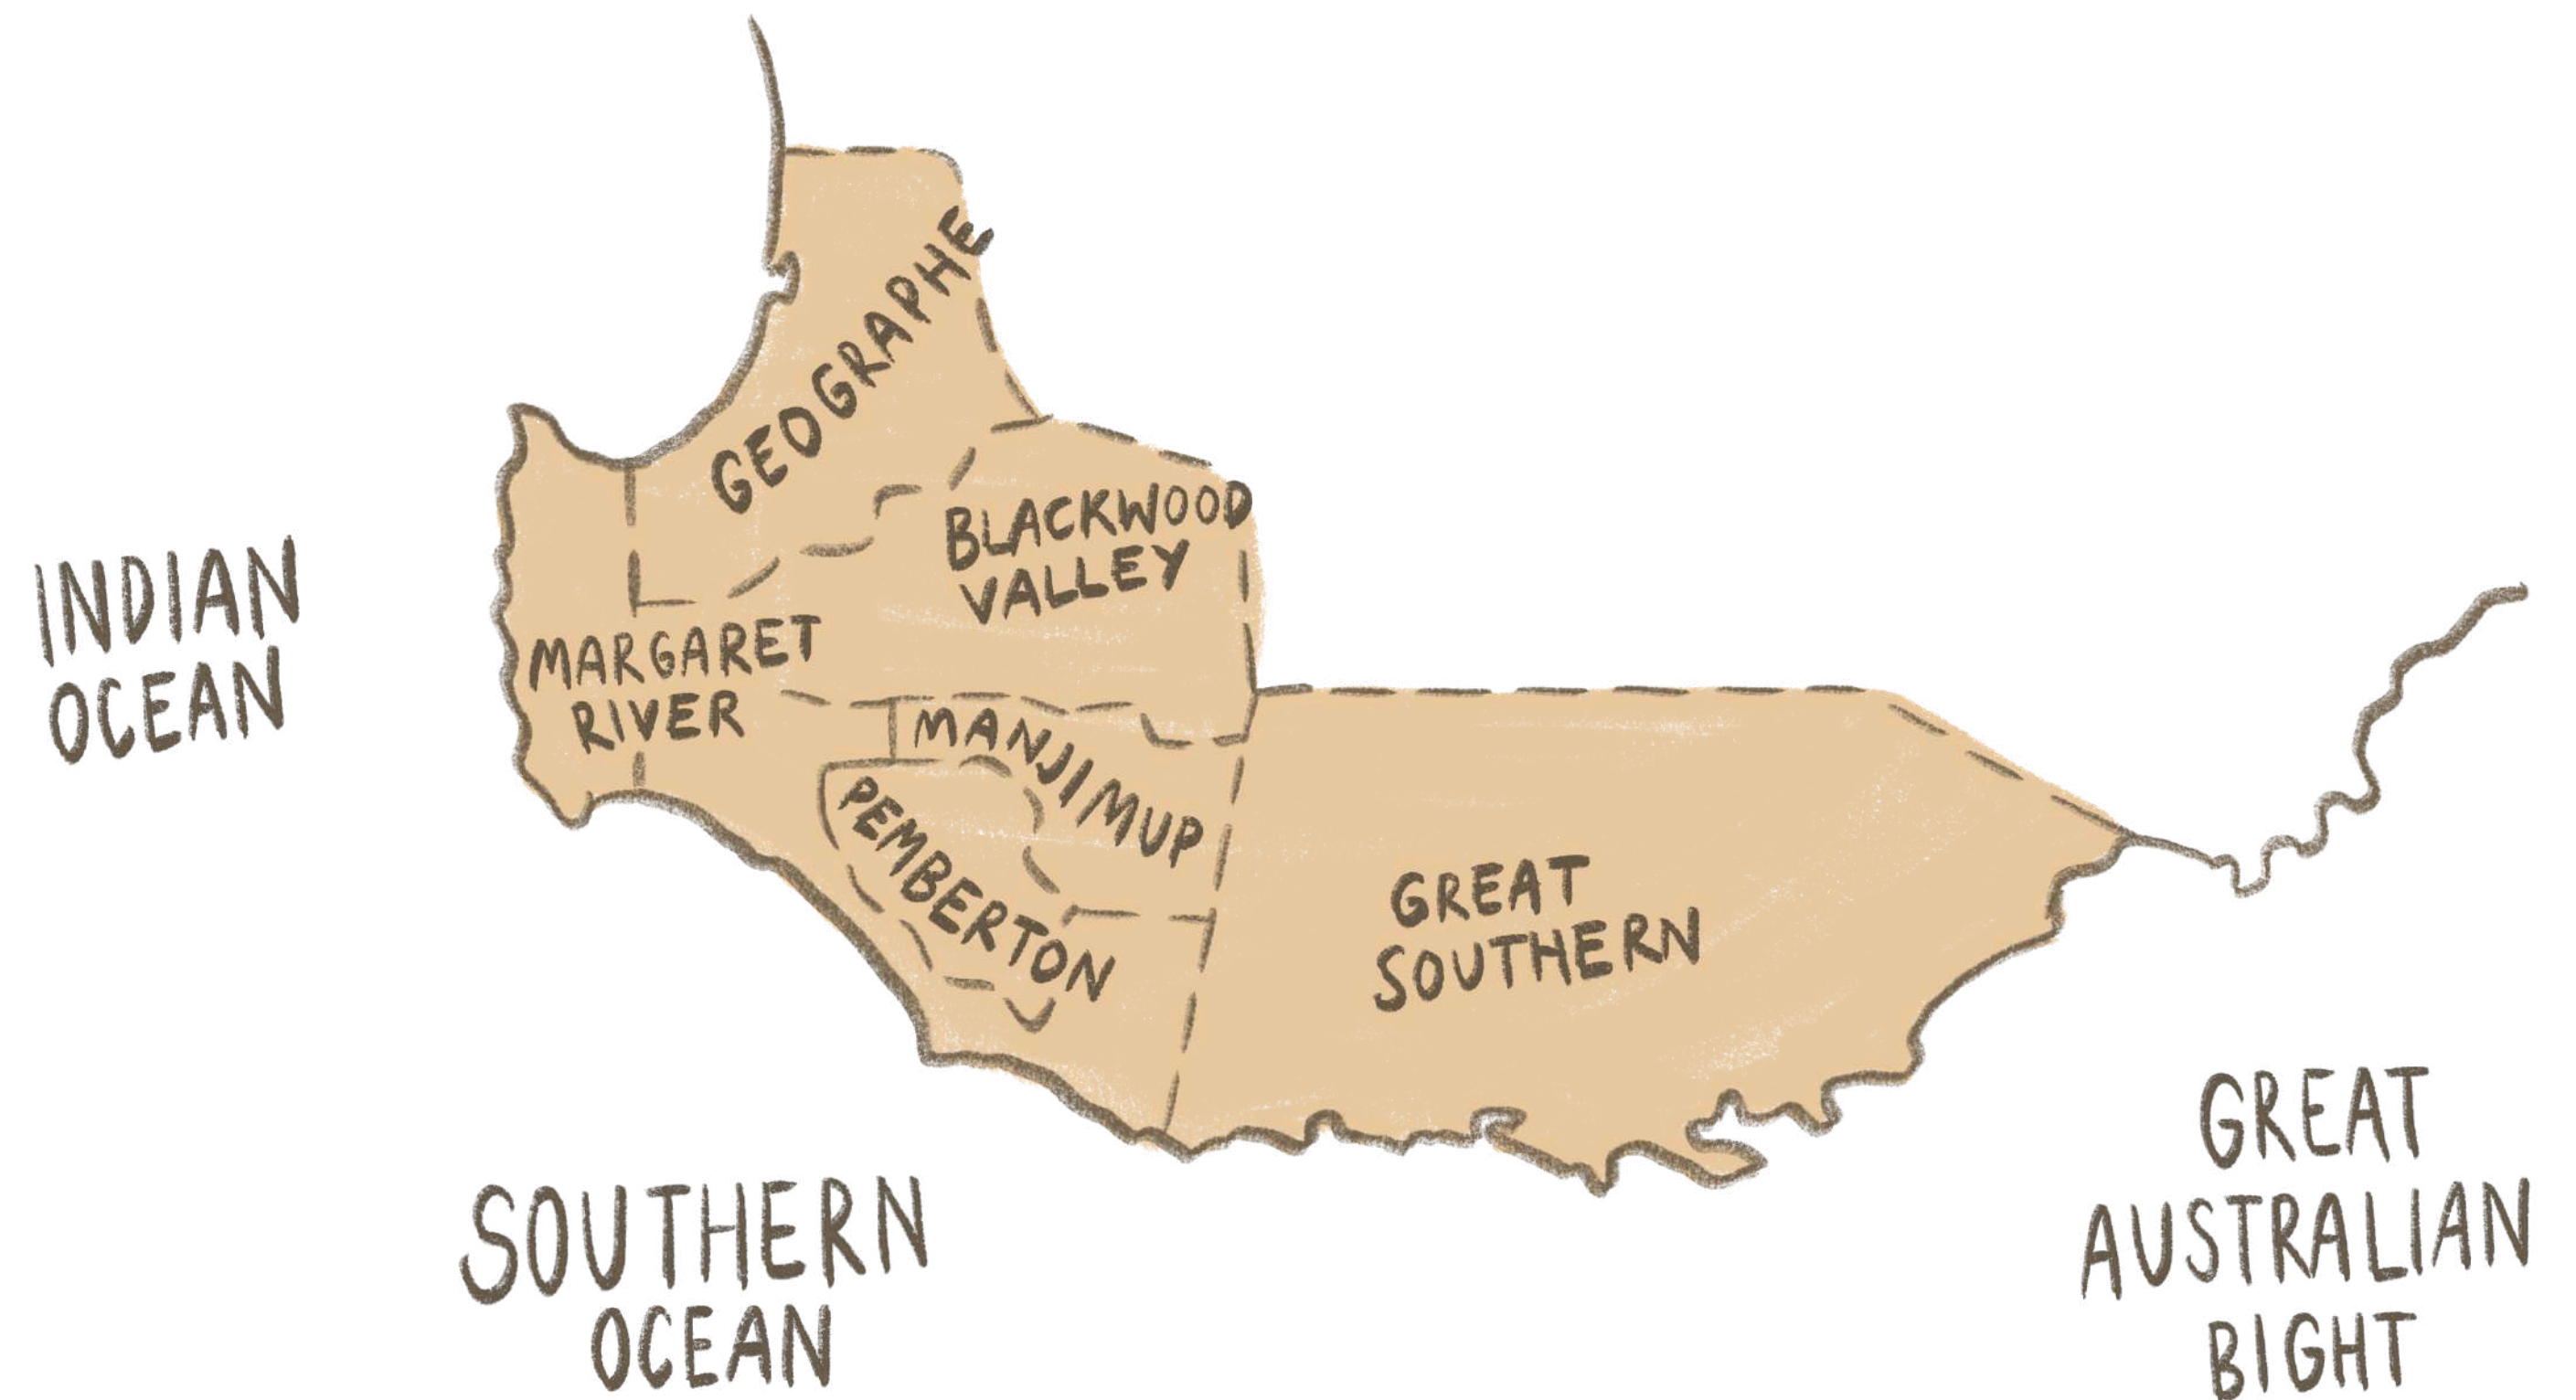 GEOGRAPHE
BLACKWOOD
VALLEY
INDIAN
OCEAN
MARGARET
RIVER
MANJIMUP
PEMBERTON
GREAT
SOUTHERN
SOUTHERN
OCEAN
GREAT
AUSTRALIAN
BIGHT